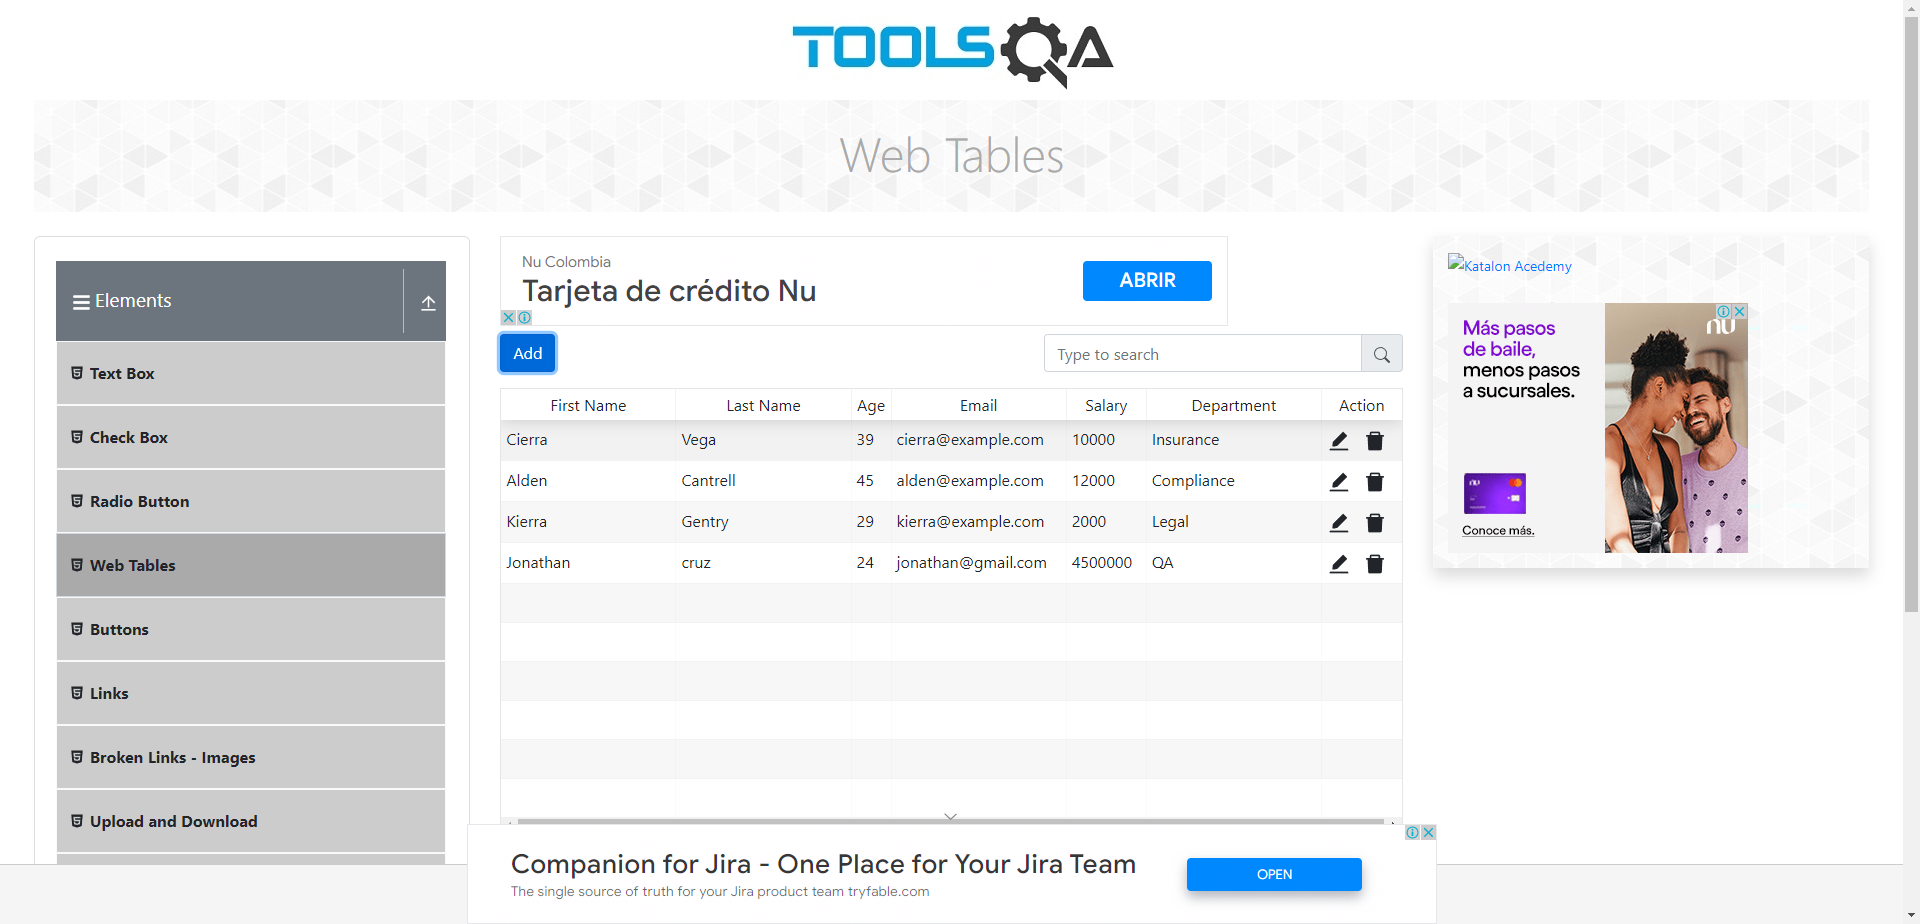 TOOLSQA
Web Tables
Elements
Text Box
Check Box
Radio Button
Web Tables
Buttons
Links
Broken Links - Images
Upload and Download
Nu Colombia
Tarjeta de crédito Nu
ABRIR
Add
Type to search
First Name Last Name Age Email Salary Department Action
Cierra Vega 39 cierra@example.com 10000 Insurance
Alden Cantrell 45 alden@example.com 12000 Compliance
Kierra Gentry 29 kierra@example.com 2000 Legal
Jonathan cruz 24 jonathan@gmail.com 4500000 QA
Katalon Acedemy
Más pasos
de baile,
menos pasos
a sucursales.
nu
nu
Conoce más.
Companion for Jira - One Place for Your Jira Team
The single source of truth for your Jira product team tryfable.com
OPEN